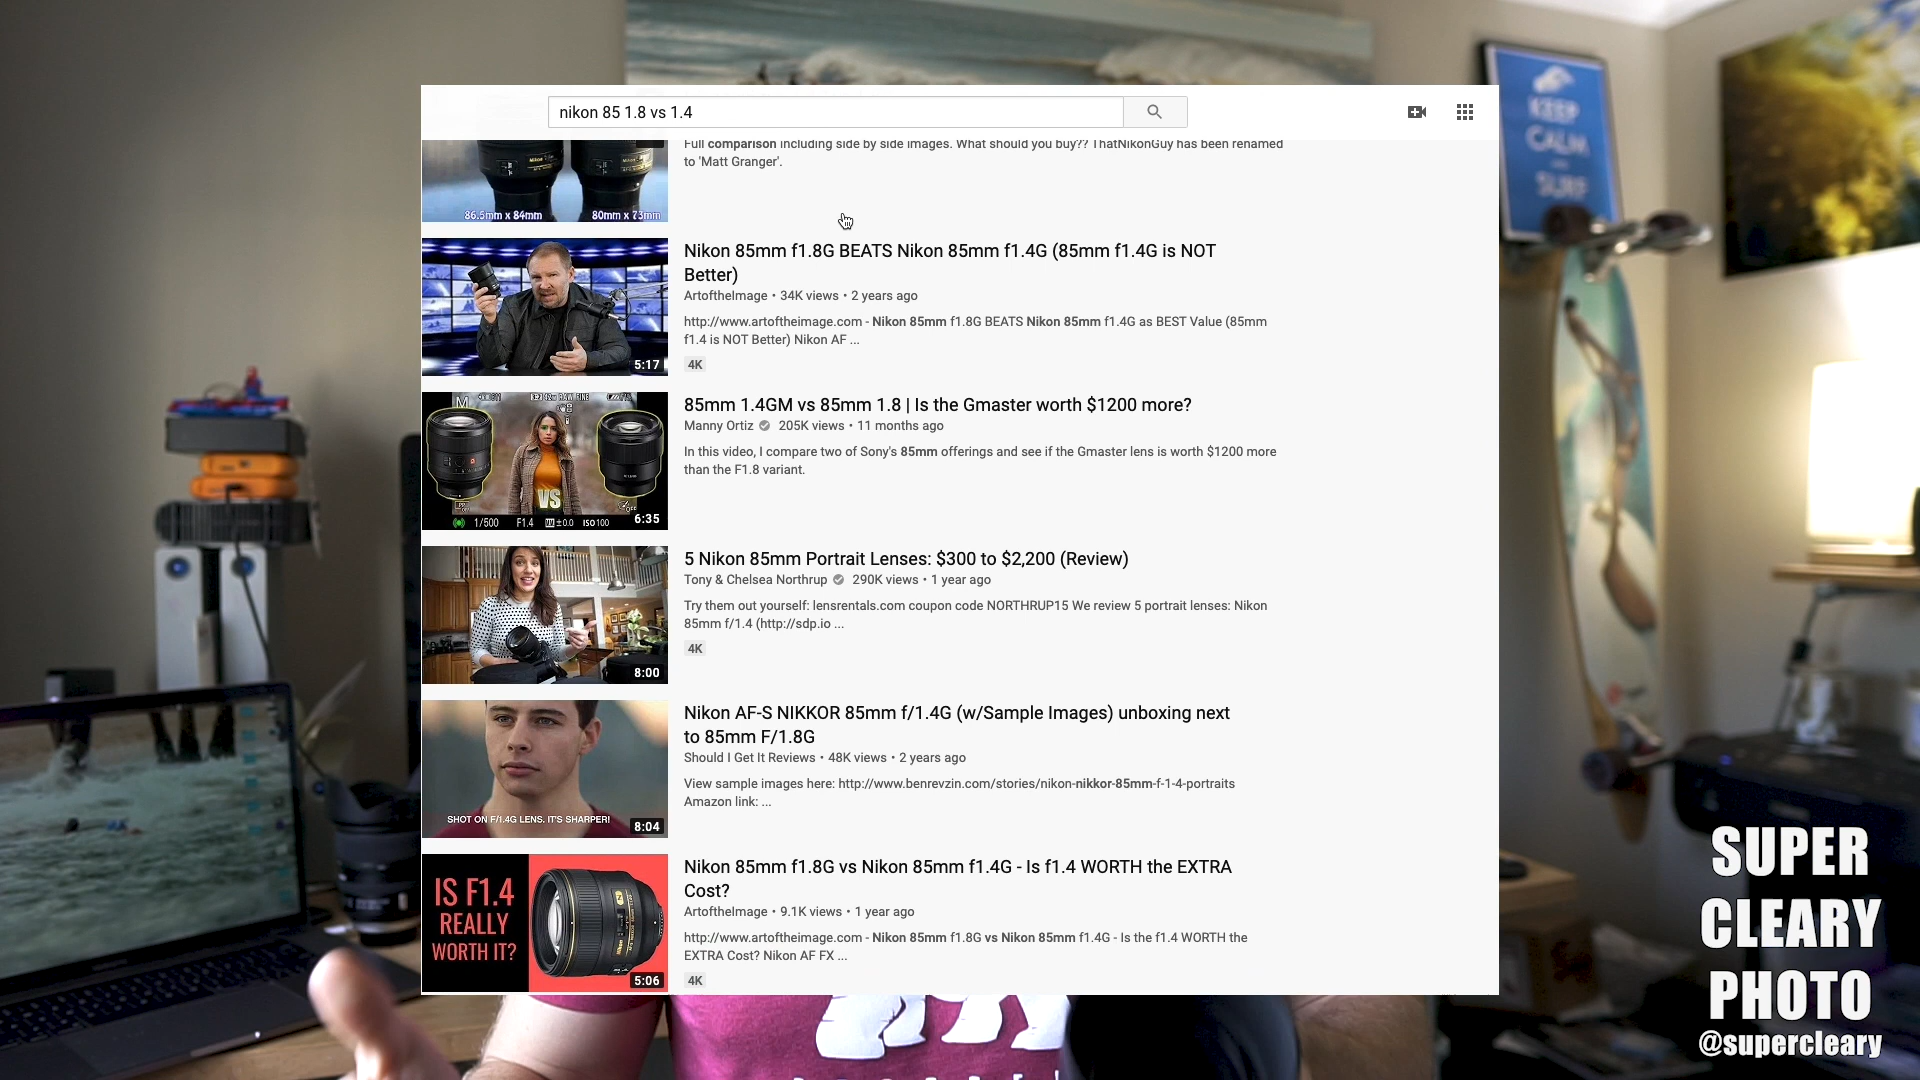 nikon 85 1.8 vs 1.4
Full comparison including side by side images. What should you buy?? ThatNikonGuy has been renamed
to 'Matt Granger'.
86.5mm x 84mm
80mm x 73mm
Nikon 85mm f1.8G BEATS Nikon 85mm f1.4G (85mm f1.4G is NOT
Better)
ArtoftheImage • 34K views • 2 years ago
http://www.artoftheimage.com - Nikon 85mm f1.8G BEATS Nikon 85mm f1.4G as BEST Value (85mm
f1.4 is NOT Better) Nikon AF ...
5:17
4K
85mm 1.4GM vs 85mm 1.8 | Is the Gmaster worth $1200 more?
Manny Ortiz 205K views • 11 months ago
In this video, I compare two of Sony's 85mm offerings and see if the Gmaster lens is worth $1200 more
than the F1.8 variant.
M
VS
1/500 F1.4 ±0.0 ISO100
6:35
5 Nikon 85mm Portrait Lenses: $300 to $2,200 (Review)
Tony & Chelsea Northrup 290K views • 1 year ago
Try them out yourself: lensrentals.com coupon code NORTHRUP15 We review 5 portrait lenses: Nikon
85mm f/1.4 (http://sdp.io ...
4K
8:00
Nikon AF-S NIKKOR 85mm f/1.4G (w/Sample Images) unboxing next
to 85mm F/1.8G
Should I Get It Reviews • 48K views • 2 years ago
View sample images here: http://www.benrevzin.com/stories/nikon-nikkor-85mm-f-1-4-portraits
Amazon link: ...
SHOT ON F/1.4G LENS. IT'S SHARPER!
8:04
Nikon 85mm f1.8G vs Nikon 85mm f1.4G - Is f1.4 WORTH the EXTRA
Cost?
ArtoftheImage • 9.1K views • 1 year ago
http://www.artoftheimage.com - Nikon 85mm f1.8G vs Nikon 85mm f1.4G - Is the f1.4 WORTH the
EXTRA Cost? Nikon AF FX ...
IS F1.4
REALLY
WORTH IT?
5:06
4K
KEEP
CALM
AND
SURF
SUPER
CLEARY
PHOTO
@supercleary